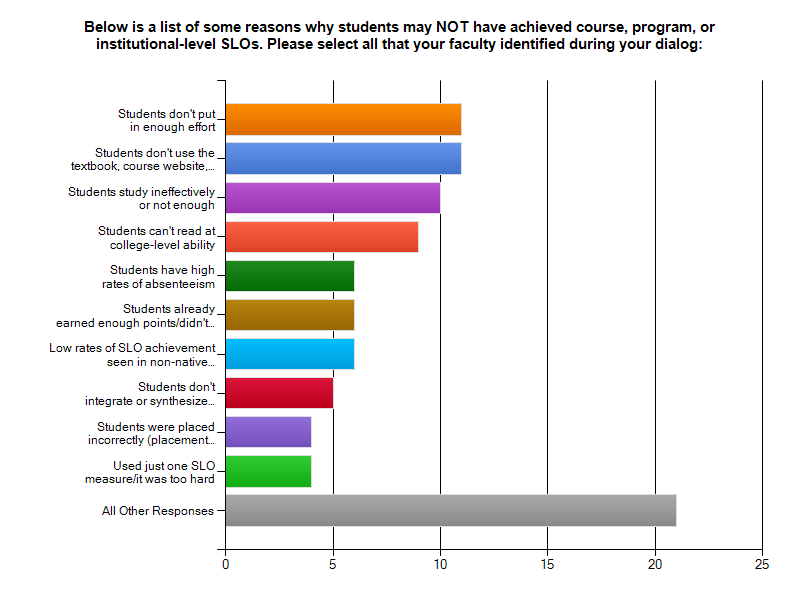 Below is a list of some reasons why students may NOT have achieved course, program, or
institutional-level SLOs. Please select all that your faculty identified during your dialog:
Students don't put
in enough effort
Students don't use the
textbook, course website,...
Students study ineffectively
or not enough
Students can't read at
college-level ability
Students have high
rates of absenteeism
Students already
earned enough points/didn't...
Low rates of SLO achievement
seen in non-native...
Students don't
integrate or synthesize...
Students were placed
incorrectly (placement...
Used just one SLO
measure/it was too hard
All Other Responses
0 5 10 15 20 25